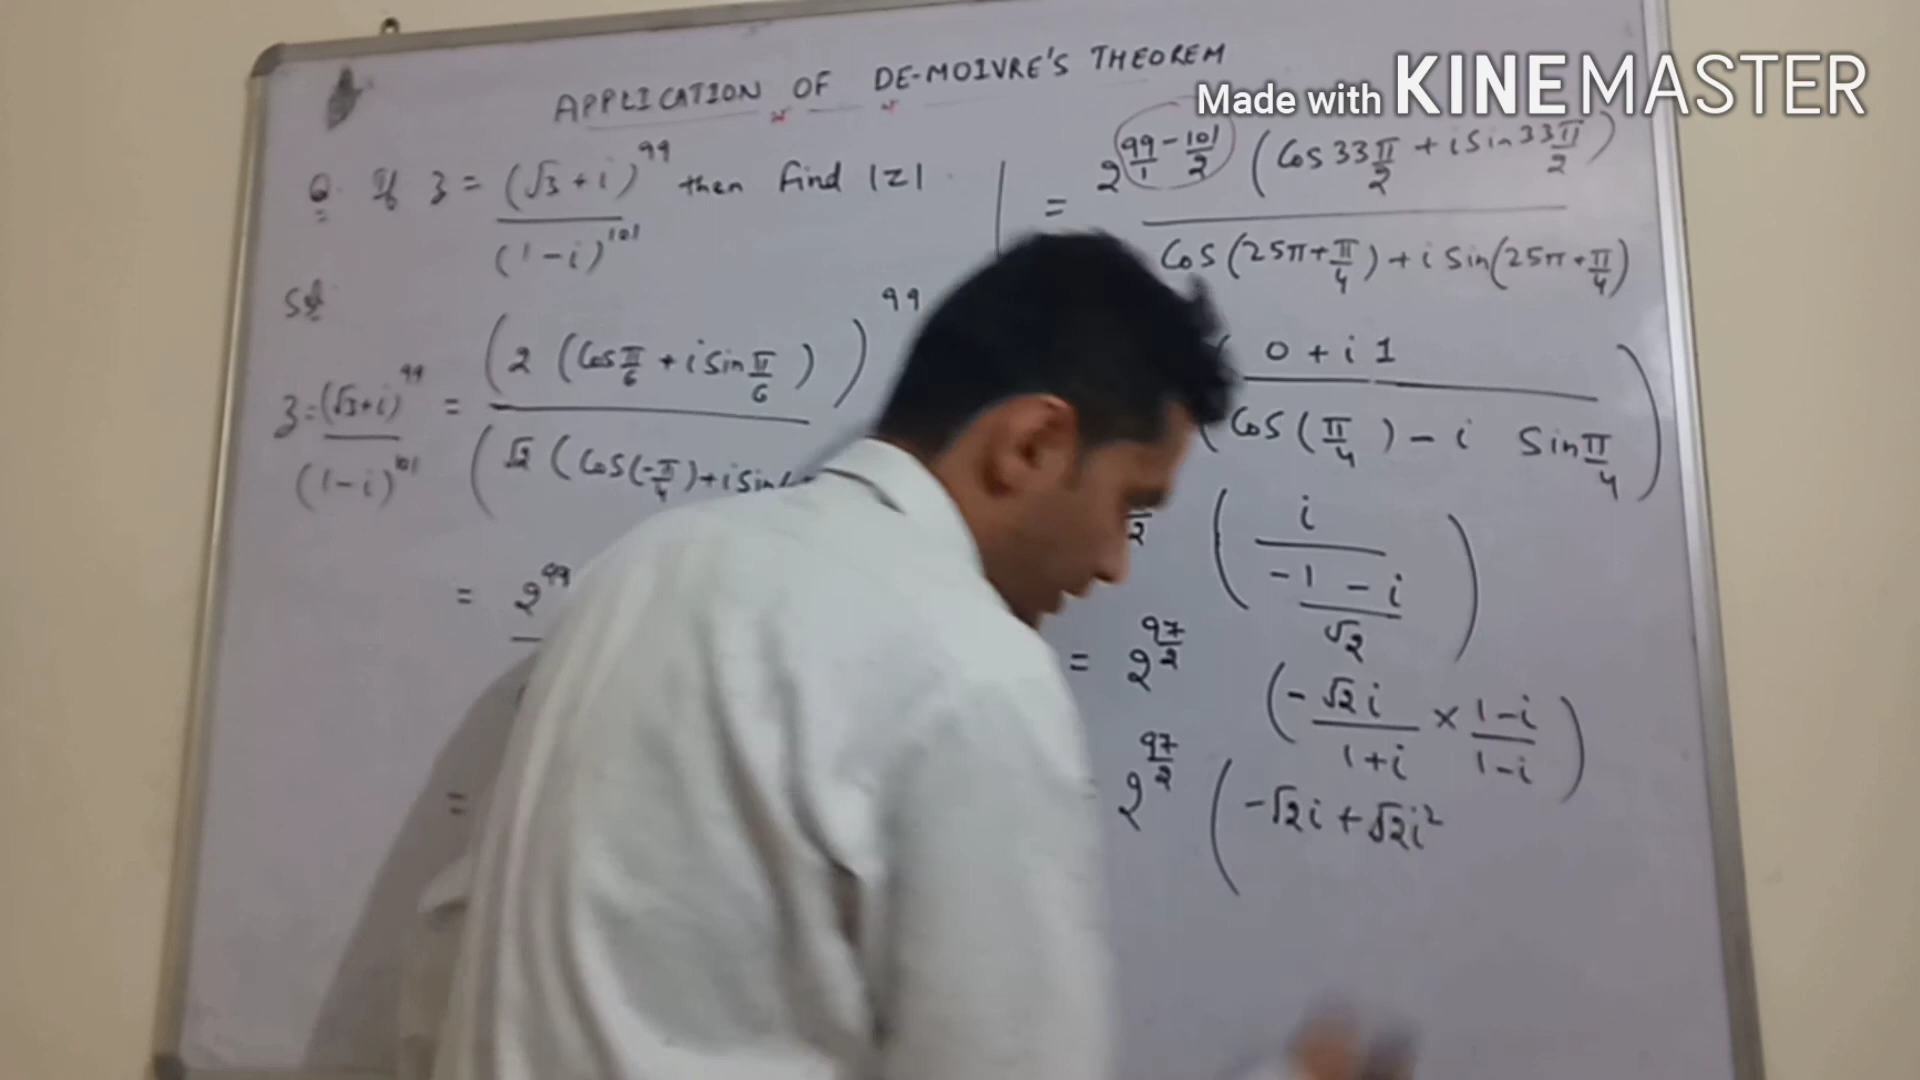 APPLICATION OF DE-MOIVRE'S THEOREM
Made with KINEMASTER
Q. If z = (√3 + i)^99 / (1 - i)^101 then find |z|
Sol
z = (√3+i)^99 / (1-i)^101 = (2 (Cos π/6 + i Sin π/6))^99
(√2 (Cos(-π/4) + i Sin
= 2^99
=
= 2^(99/1 - 101/2) (Cos 33π/2 + i Sin 33π/2)
Cos(25π + π/4) + i Sin(25π + π/4)
( 0 + i 1
Cos(π/4) - i Sin π/4 )
( i / (-1 - i / √2) )
= 2^(97/2) (- √2 i / (1+i) × (1-i) / (1-i))
2^(97/2) ( -√2 i + √2 i²